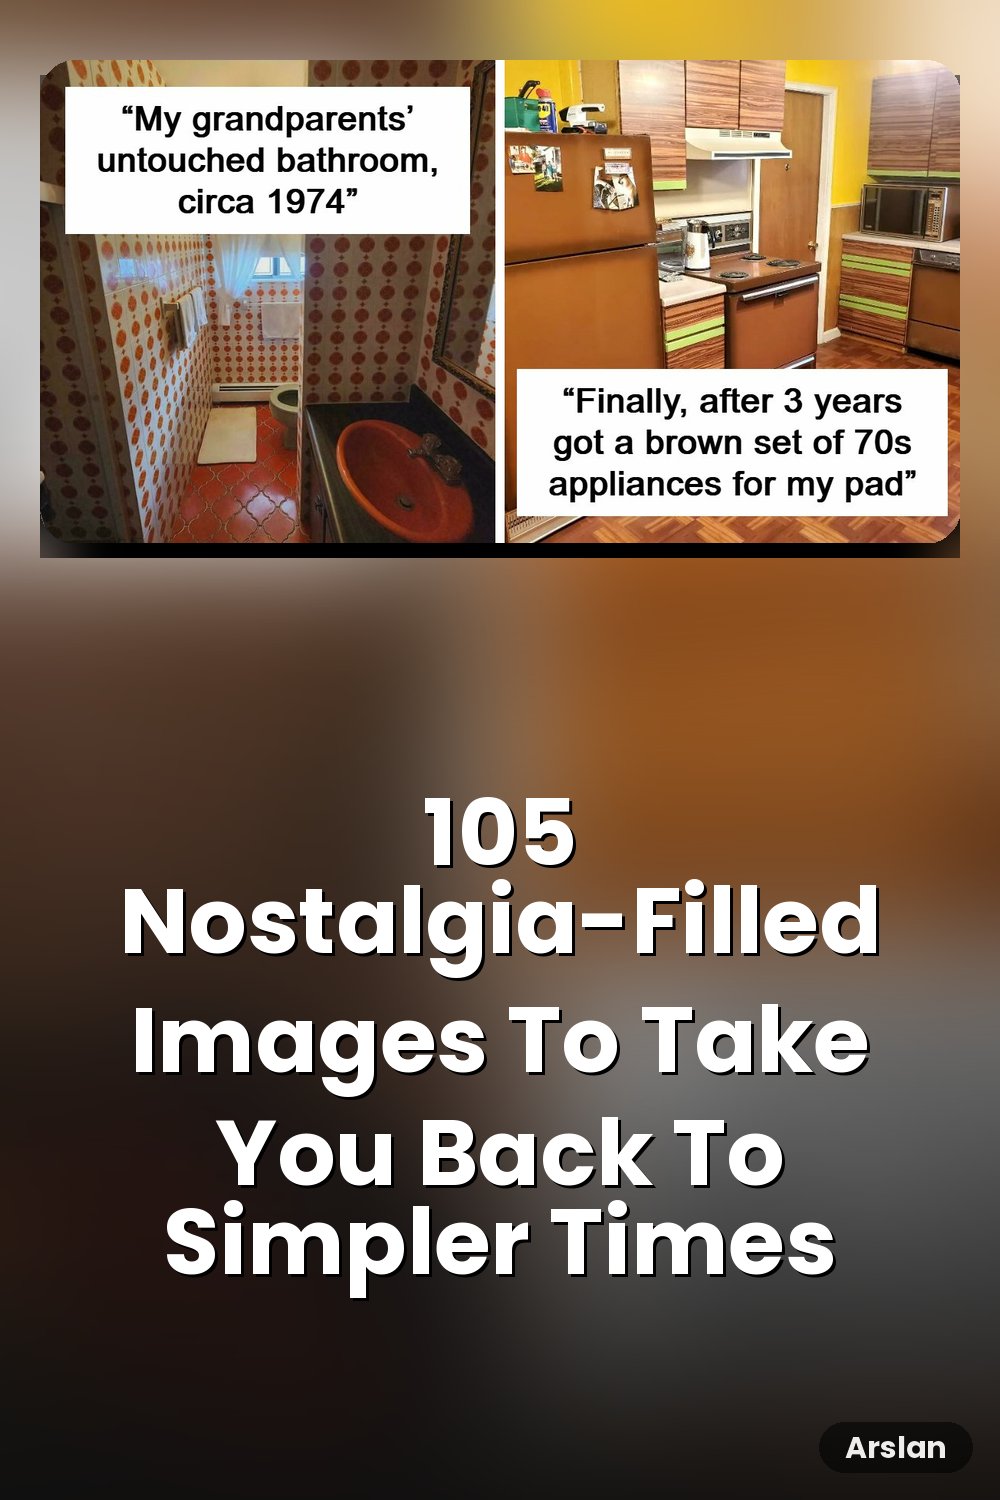 “My grandparents’
untouched bathroom,
circa 1974”
“Finally, after 3 years
got a brown set of 70s
appliances for my pad”
105
Nostalgia-Filled
Images To Take
You Back To
Simpler Times
Arslan